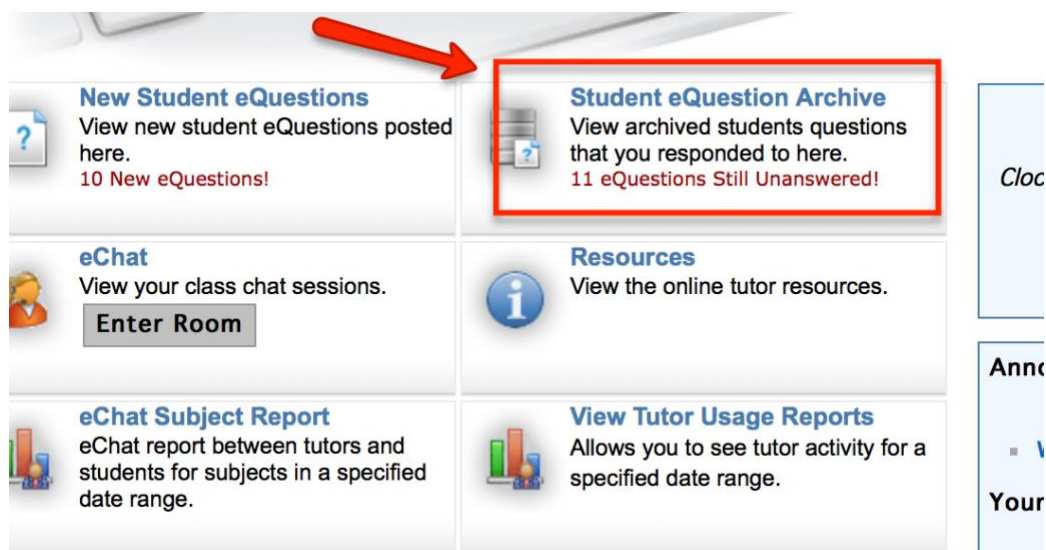 New Student eQuestions
View new student eQuestions posted
here.
10 New eQuestions!
Student eQuestion Archive
View archived students questions
that you responded to here.
11 eQuestions Still Unanswered!
eChat
View your class chat sessions.
Enter Room
Resources
View the online tutor resources.
eChat Subject Report
eChat report between tutors and
students for subjects in a specified
date range.
View Tutor Usage Reports
Allows you to see tutor activity for a
specified date range.
Your